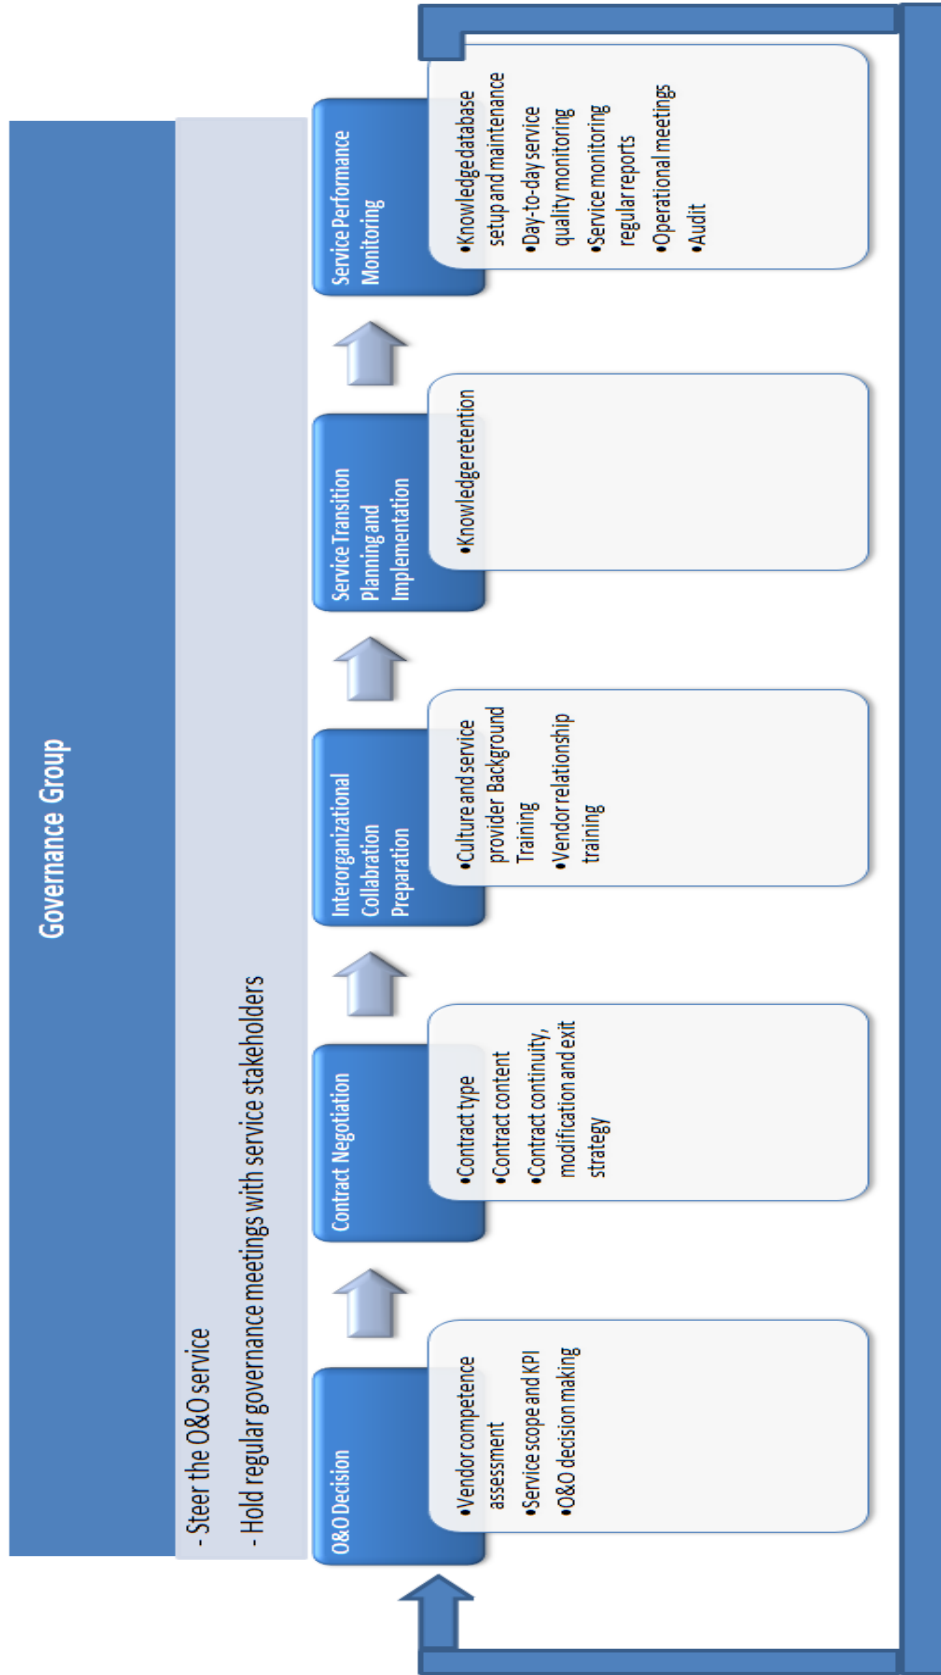 Governance Group
- Steer the O&O service
- Hold regular governance meetings with service stakeholders
O&O Decision
•Vendor competence
assessment
•Service scope and KPI
•O&O decision making
Contract Negotiation
•Contract type
•Contract content
•Contract continuity,
modification and exit
strategy
Interorganizational
Collabration
Preparation
•Culture and service
provider Background
Training
•Vendor relationship
training
Service Transition
Planning and
Implementation
•Knowledge retention
Service Performance
Monitoring
•Knowledge database
setup and maintenance
•Day-to-day service
quality monitoring
•Service monitoring
regular reports
•Operational meetings
•Audit